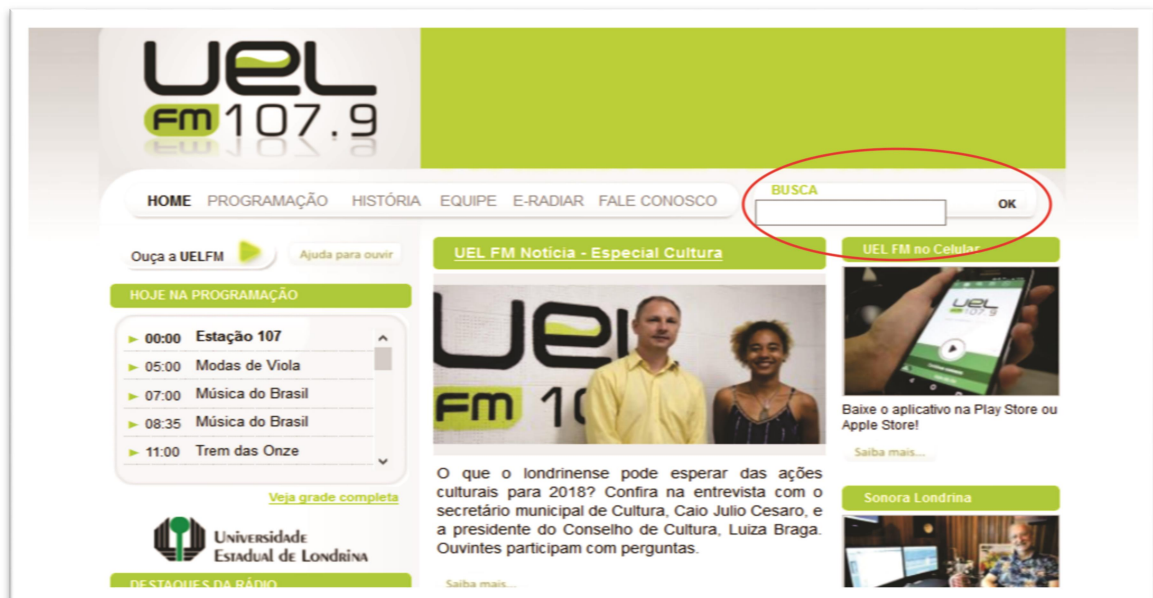 UEL
FM 107.9
HOME PROGRAMAÇÃO HISTÓRIA EQUIPE E-RADIAR FALE CONOSCO
BUSCA
OK
Ouça a UELFM
Ajuda para ouvir
HOJE NA PROGRAMAÇÃO
00:00 Estação 107
05:00 Modas de Viola
07:00 Música do Brasil
08:35 Música do Brasil
11:00 Trem das Onze
Veja grade completa
UNIVERSIDADE
ESTADUAL DE LONDRINA
DESTAQUES DA RÁDIO
UEL FM Notícia - Especial Cultura
UEL
FM 10
O que o londrinense pode esperar das ações
culturais para 2018? Confira na entrevista com o
secretário municipal de Cultura, Caio Julio Cesaro, e
a presidente do Conselho de Cultura, Luiza Braga.
Ouvintes participam com perguntas.
Saiba mais...
UEL FM no Celular
UEL
FM 107.9
Baixe o aplicativo na Play Store ou
Apple Store!
Saiba mais...
Sonora Londrina